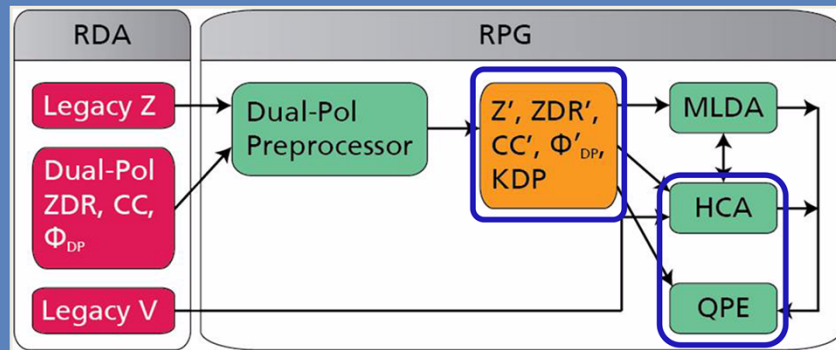 RDA
RPG
Legacy Z
Dual-Pol
ZDR, CC,
ΦDP
Legacy V
Dual-Pol
Preprocessor
Z′, ZDR′,
CC′, Φ′DP,
KDP
MLDA
HCA
QPE